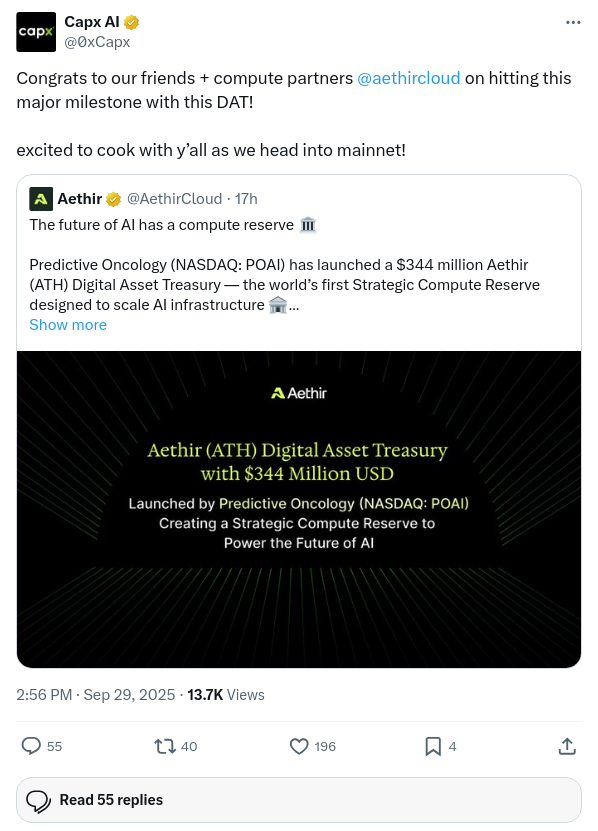 capx
Capx AI
@0xCapx
Congrats to our friends + compute partners @aethircloud on hitting this
major milestone with this DAT!
excited to cook with y'all as we head into mainnet!
Aethir @AethirCloud · 17h
The future of AI has a compute reserve 🏛️
Predictive Oncology (NASDAQ: POAI) has launched a $344 million Aethir
(ATH) Digital Asset Treasury — the world's first Strategic Compute Reserve
designed to scale AI infrastructure 🏦...
Show more
Aethir
Aethir (ATH) Digital Asset Treasury
with $344 Million USD
Launched by Predictive Oncology (NASDAQ: POAI)
Creating a Strategic Compute Reserve to
Power the Future of AI
2:56 PM · Sep 29, 2025 · 13.7K Views
55 40 196 4
Read 55 replies